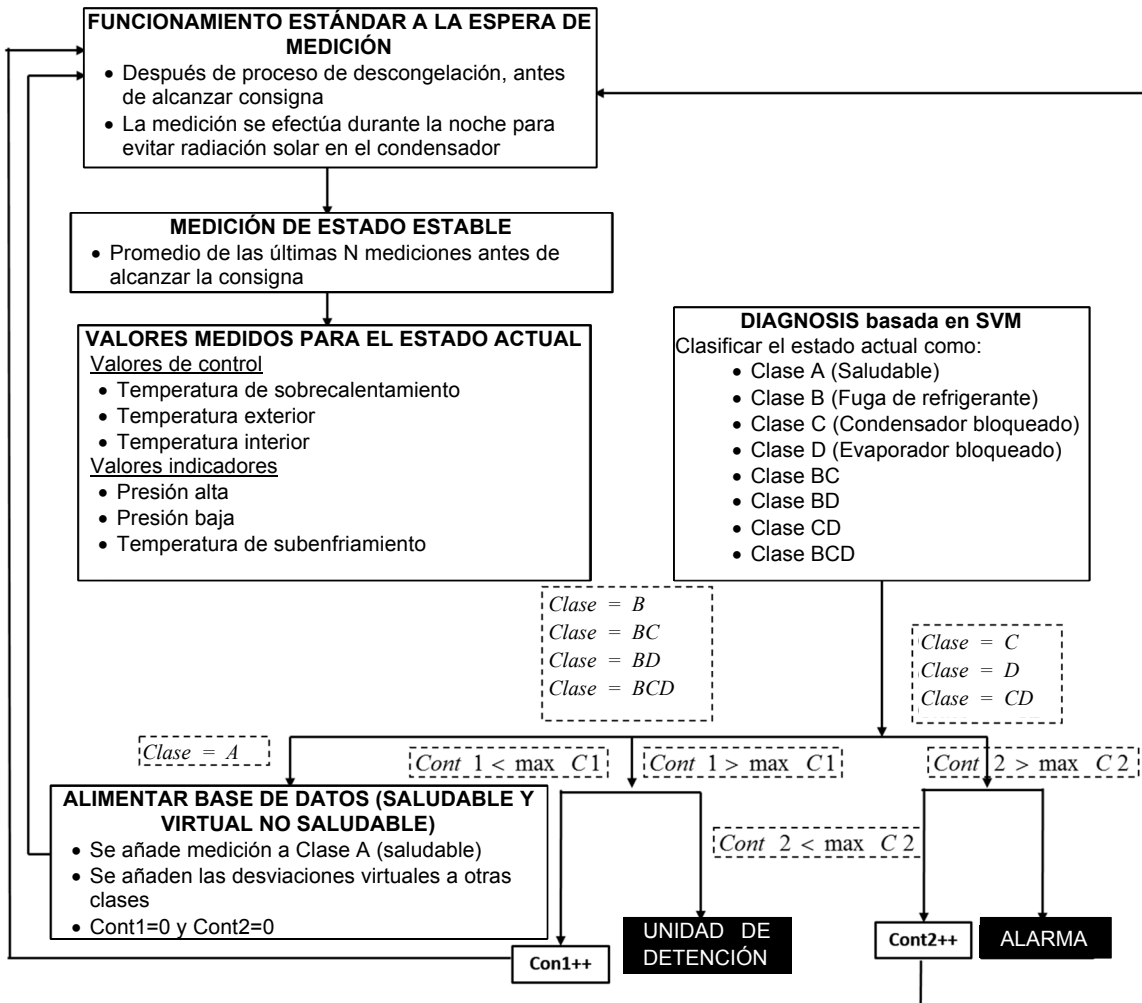 FUNCIONAMIENTO ESTÁNDAR A LA ESPERA DE
MEDICIÓN
• Después de proceso de descongelación, antes
de alcanzar consigna
• La medición se efectúa durante la noche para
evitar radiación solar en el condensador
MEDICIÓN DE ESTADO ESTABLE
• Promedio de las últimas N mediciones antes de
alcanzar la consigna
VALORES MEDIDOS PARA EL ESTADO ACTUAL
Valores de control
• Temperatura de sobrecalentamiento
• Temperatura exterior
• Temperatura interior
Valores indicadores
• Presión alta
• Presión baja
• Temperatura de subenfriamiento
DIAGNOSIS basada en SVM
Clasificar el estado actual como:
• Clase A (Saludable)
• Clase B (Fuga de refrigerante)
• Clase C (Condensador bloqueado)
• Clase D (Evaporador bloqueado)
• Clase BC
• Clase BD
• Clase CD
• Clase BCD
Clase = B
Clase = BC
Clase = BD
Clase = BCD
Clase = C
Clase = D
Clase = CD
Clase = A
Cont 1 < max C1
Cont 1 > max C1
Cont 2 > max C 2
ALIMENTAR BASE DE DATOS (SALUDABLE Y
VIRTUAL NO SALUDABLE)
• Se añade medición a Clase A (saludable)
• Se añaden las desviaciones virtuales a otras
clases
• Cont1=0 y Cont2=0
Cont 2 < max C 2
Con1++
UNIDAD DE
DETENCIÓN
Cont2++
ALARMA